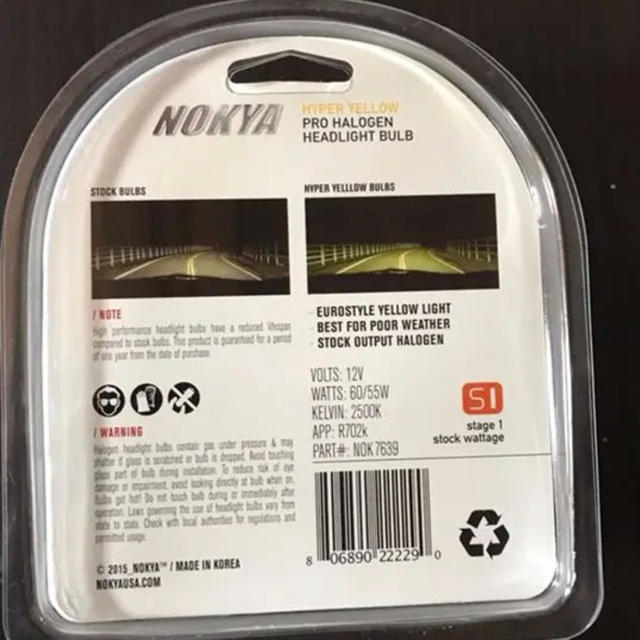 NOKYA
HYPER YELLOW
PRO HALOGEN
HEADLIGHT BULB
STOCK BULBS
HYPER YELLLOW BULBS
/ NOTE
High performance headlight bulbs have a reduced lifespan
compared to stock bulbs. This product is guaranteed for a period
of one year from the date of purchase.
- EUROSTYLE YELLOW LIGHT
- BEST FOR POOR WEATHER
- STOCK OUTPUT HALOGEN
VOLTS: 12V
WATTS: 60/55W
KELVIN: 2500K
APP: R702k
PART#: NOK7639
S1
stage 1
stock wattage
/ WARNING
Halogen headlight bulbs contain gas under pressure & may
shatter if glass is scratched or bulb is dropped. Avoid touching
glass part of bulb during installation. To reduce risk of eye
damage or impairment, avoid looking directly at bulb when on.
Bulbs get hot! Do not touch bulb during or immediately after
operation. Laws governing the use of headlight bulbs vary from
state to state. Check with local authorities for regulations and
permitted usage.
© 2015_NOKYA™ / MADE IN KOREA
NOKYAUSA.COM
8 06890 22229 0